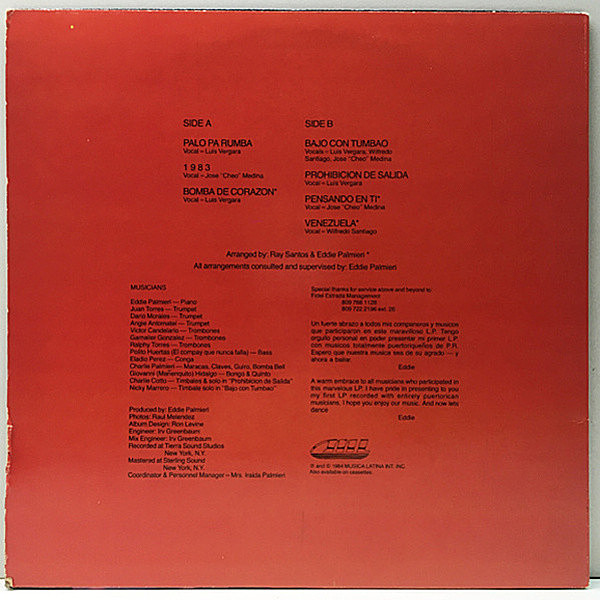 SIDE A
PALO PA RUMBA
Vocal – Luis Vergara
1983
Vocal – Jose "Cheo" Medina
BOMBA DE CORAZON*
Vocal – Luis Vergara
SIDE B
BAJO CON TUMBAO
Vocals – Luis Vergara, Wilfredo
Santiago, Jose "Cheo" Medina
PROHIBICION DE SALIDA
Vocal – Luis Vergara
PENSANDO EN TI*
Vocal – Jose "Cheo" Medina
VENEZUELA*
Vocal – Wilfredo Santiago
Arranged by: Ray Santos & Eddie Palmieri *
All arrangements consulted and supervised by: Eddie Palmieri
MUSICIANS
Eddie Palmieri — Piano
Juan Torres — Trumpet
Dario Morales — Trumpet
Angie Antomatei — Trumpet
Victor Candelario — Trombones
Gamalier Gonzalez — Trombones
Ralphy Torres — Trombones
Polito Huertas (El compay que nunca falla) — Bass
Eladio Perez — Conga
Charlie Palmieri — Maracas, Claves, Guiro, Bomba Bell
Giovanni (Mañenquito) Hidalgo — Bongo & Quinto
Charlie Cotto — Timbales & solo in "Prohibicion de Salida"
Nicky Marrero — Timbale solo in "Bajo con Tumbao"
Produced by: Eddie Palmieri
Photos: Raul Melendez
Album Design: Ron Levine
Engineer: Irv Greenbaum
Mix Engineer: Irv Greenbaum
Recorded at Tierra Sound Studios
New York, N.Y.
Mastered at Sterling Sound
New York, N.Y.
Coordinator & Personnel Manager – Mrs. Iraida Palmieri
Special thanks for service above and beyond to:
Fidel Estrada Management
809 768 1128
809 722 2196 ext. 25
Un fuerte abrazo a todos mis compañeros y musicos
que participaron en este maravilloso L.P. Tengo
orgullo personal en poder presentar mi primer L.P.
con musicos totalmente puertorriqueños de P.R.
Espero que nuestra musica sea de su agrado — y
ahora a bailar.
Eddie
A warm embrace to all musicians who participated in
this marvelous LP. I have pride in presenting to you
my first LP recorded with entirely puertorican
musicians, I hope you enjoy our music. And now lets
dance
Eddie
℗ and © 1984 MUSICA LATINA INT. INC.
Also available on cassettes.